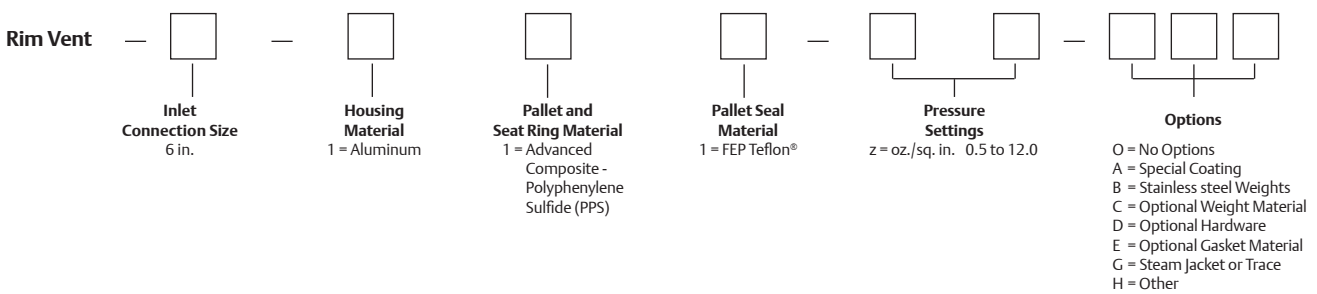 Rim Vent — — — —
Inlet
Connection Size
6 in.
Housing
Material
1 = Aluminum
Pallet and
Seat Ring Material
1 = Advanced
Composite -
Polyphenylene
Sulfide (PPS)
Pallet Seal
Material
1 = FEP Teflon®
Pressure
Settings
z = oz./sq. in. 0.5 to 12.0
Options
O = No Options
A = Special Coating
B = Stainless steel Weights
C = Optional Weight Material
D = Optional Hardware
E = Optional Gasket Material
G = Steam Jacket or Trace
H = Other